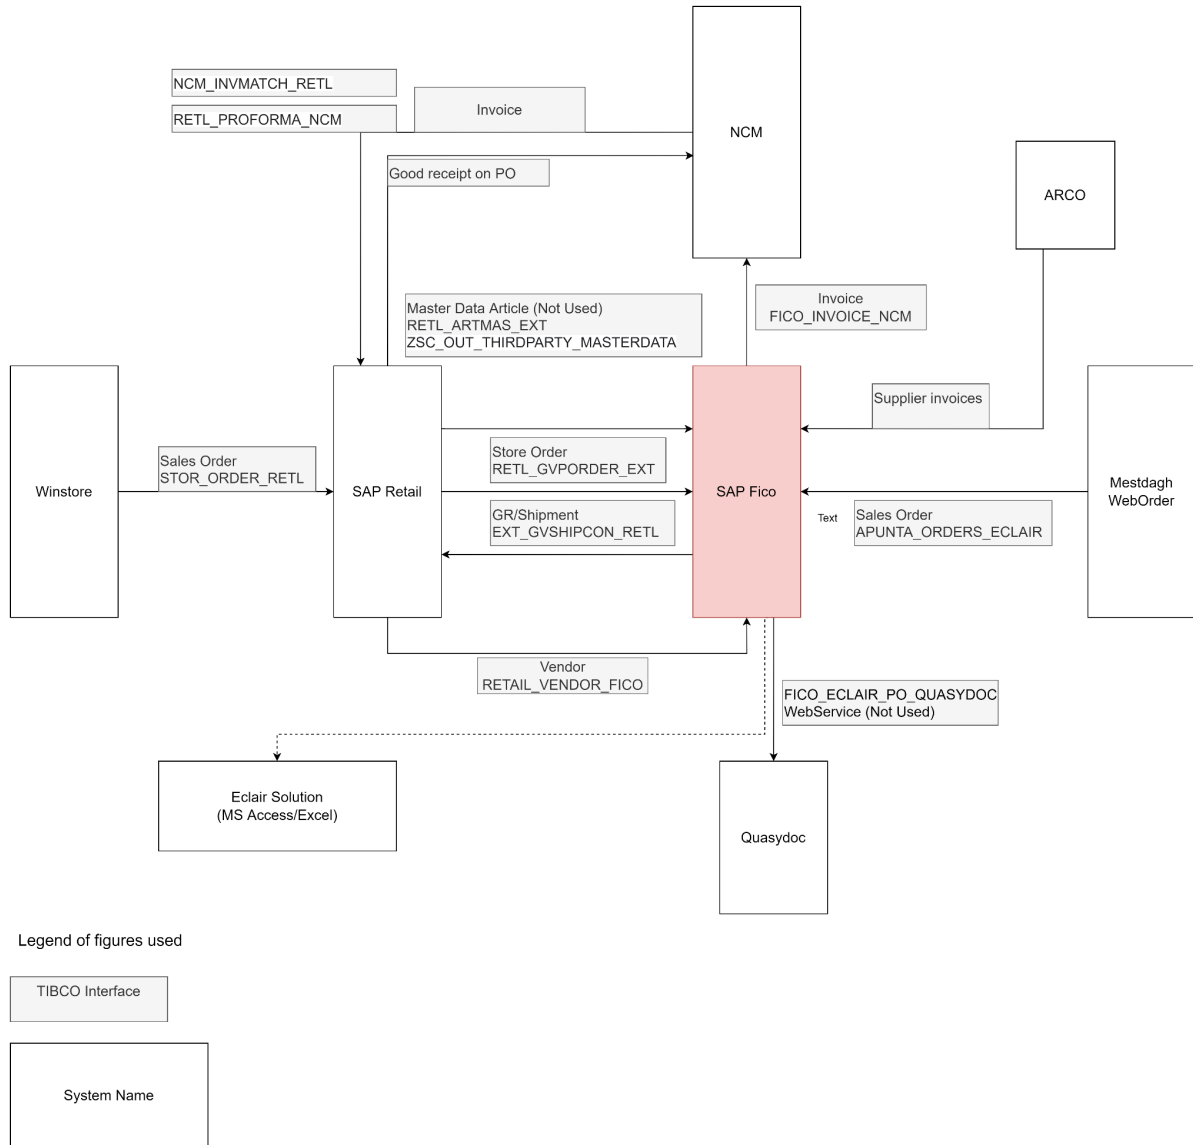 NCM_INVMATCH_RETL
RETL_PROFORMA_NCM
Invoice
NCM
Good receipt on PO
ARCO
Master Data Article (Not Used)
RETL_ARTMAS_EXT
ZSC_OUT_THIRDPARTY_MASTERDATA
Invoice
FICO_INVOICE_NCM
Supplier invoices
Winstore
Sales Order
STOR_ORDER_RETL
SAP Retail
Store Order
RETL_GVPORDER_EXT
GR/Shipment
EXT_GVSHIPCON_RETL
SAP Fico
Text
Sales Order
APUNTA_ORDERS_ECLAIR
Mestdagh
WebOrder
Vendor
RETAIL_VENDOR_FICO
FICO_ECLAIR_PO_QUASYDOC
WebService (Not Used)
Eclair Solution
(MS Access/Excel)
Quasydoc
Legend of figures used
TIBCO Interface
System Name